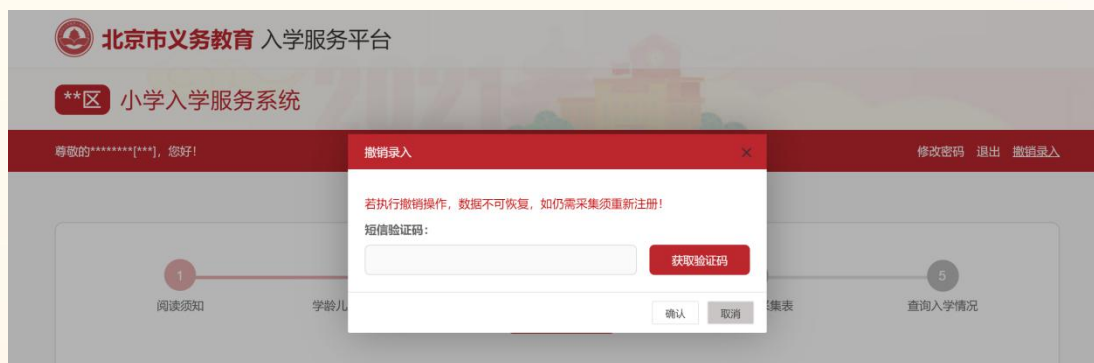 北京市义务教育 入学服务平台
**区 小学入学服务系统
2021
尊敬的********[***]，您好！
修改密码 退出 撤销录入
撤销录入 ×
若执行撤销操作，数据不可恢复，如仍需采集须重新注册！
短信验证码：
获取验证码
确认 取消
1 5
阅读须知 学龄儿 集表 查询入学情况